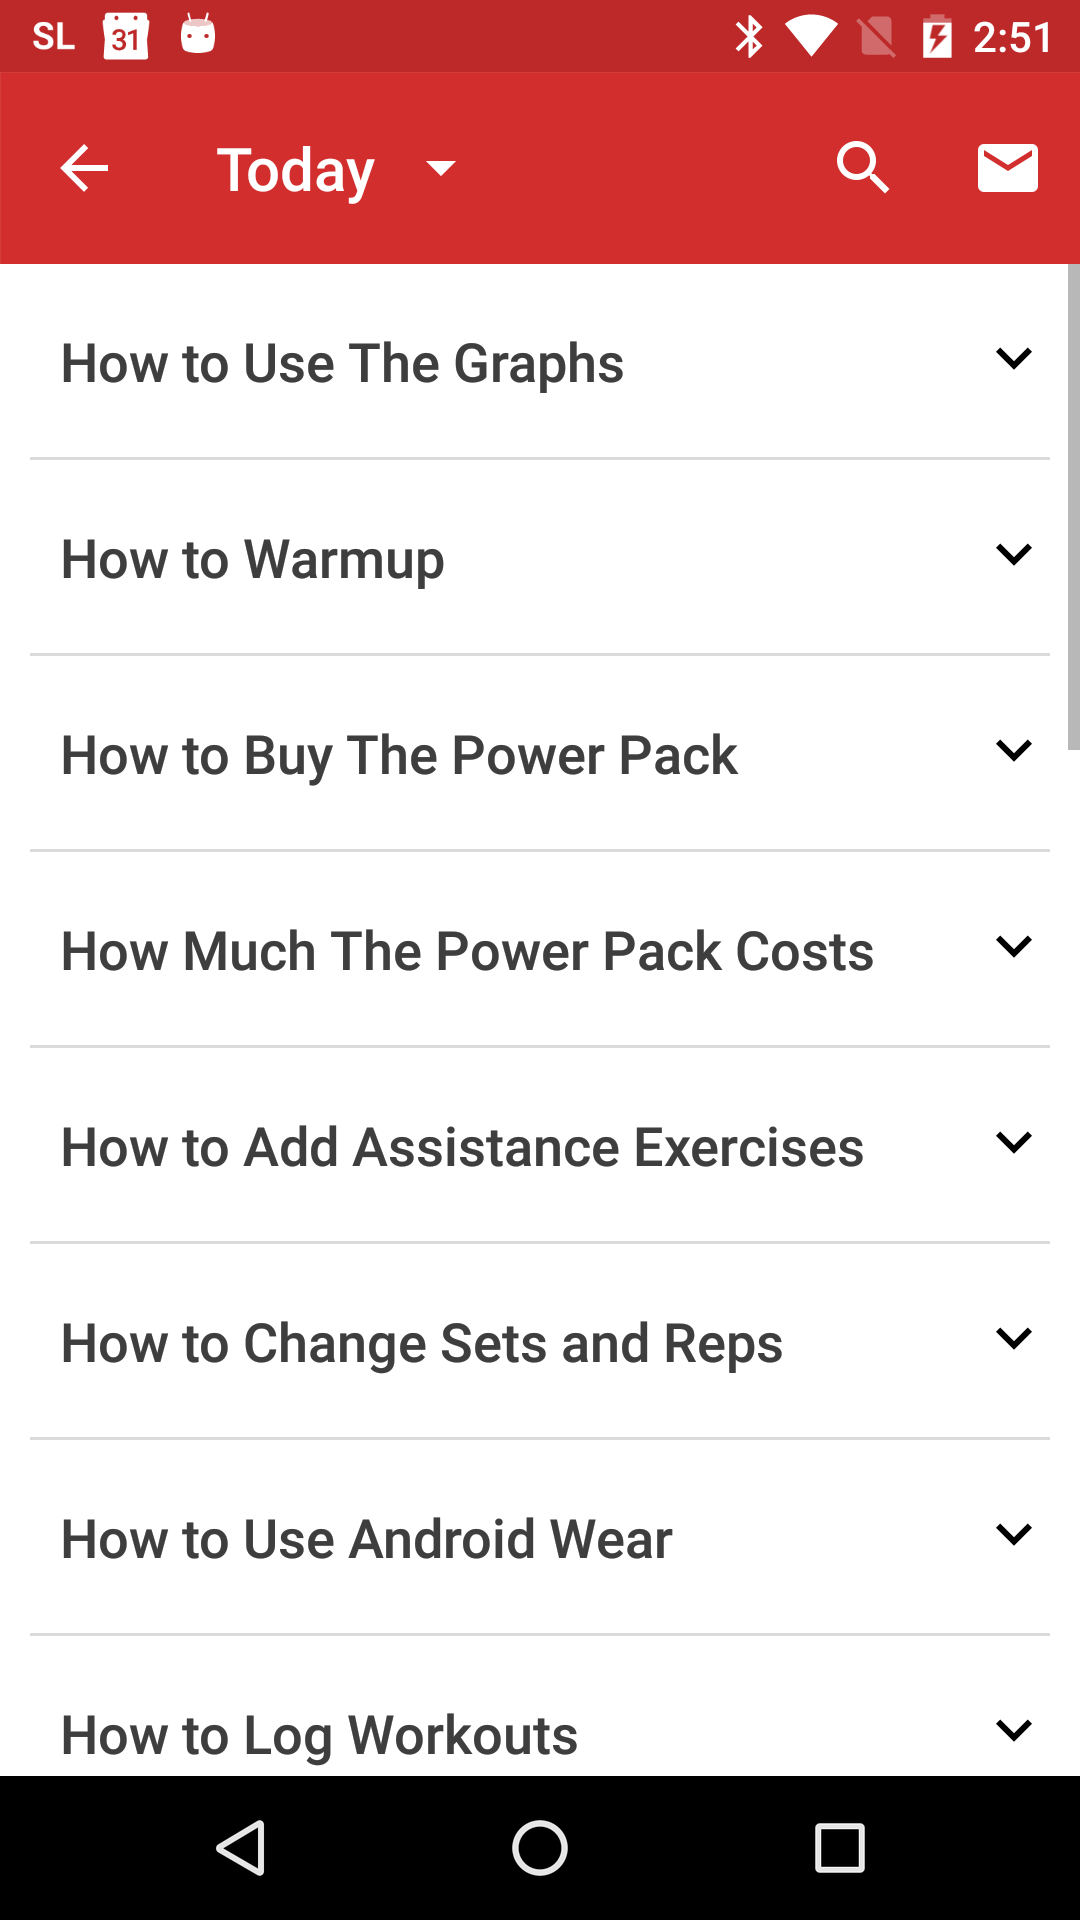 SL 31 2:51
Today
How to Use The Graphs
How to Warmup
How to Buy The Power Pack
How Much The Power Pack Costs
How to Add Assistance Exercises
How to Change Sets and Reps
How to Use Android Wear
How to Log Workouts